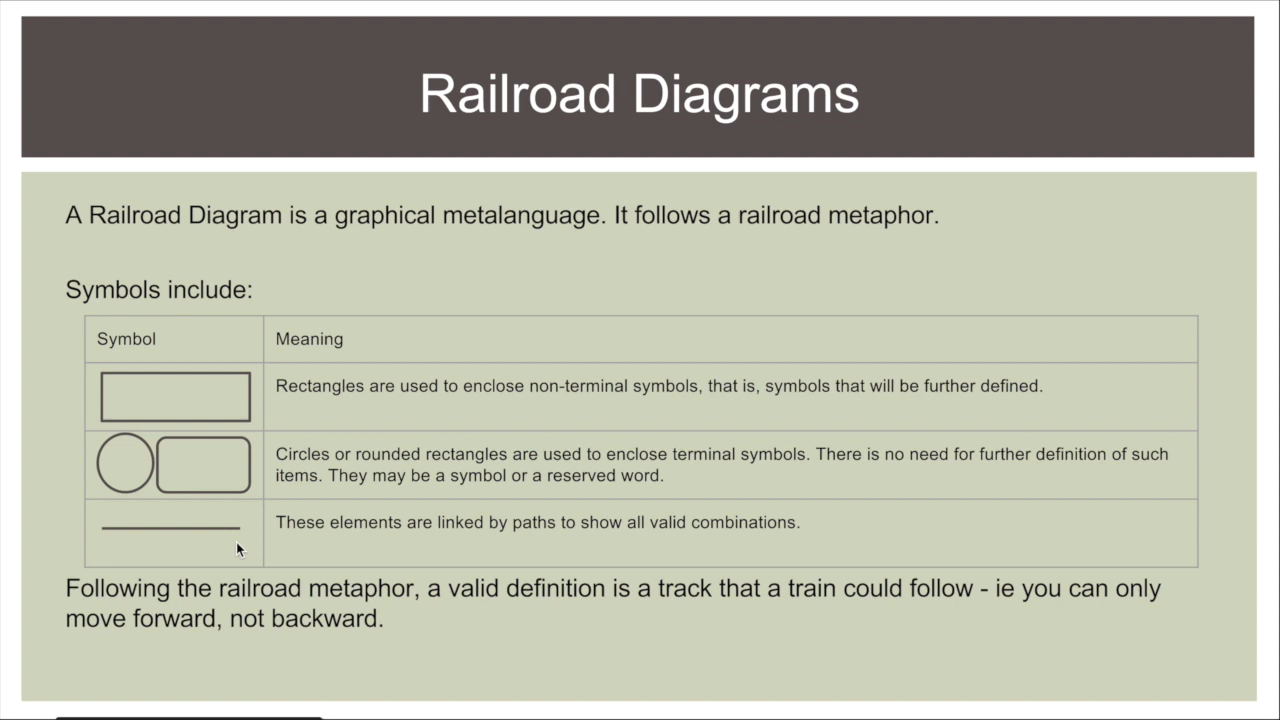 Railroad Diagrams
A Railroad Diagram is a graphical metalanguage. It follows a railroad metaphor.
Symbols include:
Symbol
Meaning
Rectangles are used to enclose non-terminal symbols, that is, symbols that will be further defined.
Circles or rounded rectangles are used to enclose terminal symbols. There is no need for further definition of such
items. They may be a symbol or a reserved word.
These elements are linked by paths to show all valid combinations.
Following the railroad metaphor, a valid definition is a track that a train could follow - ie you can only
move forward, not backward.